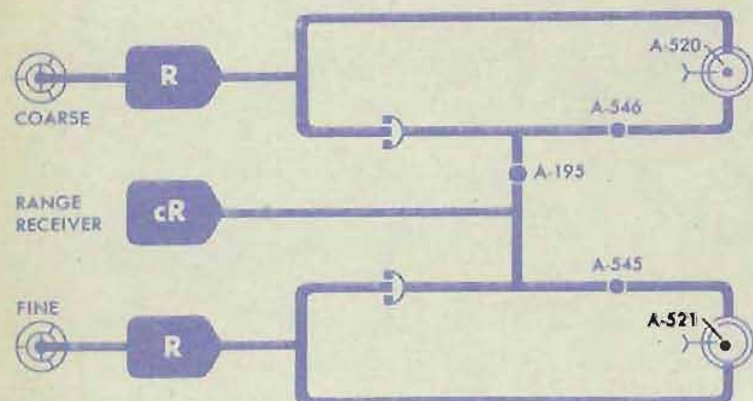 A-520
R
COARSE
A-546
A-195
RANGE
RECEIVER
cR
A-545
FINE
R
A-521